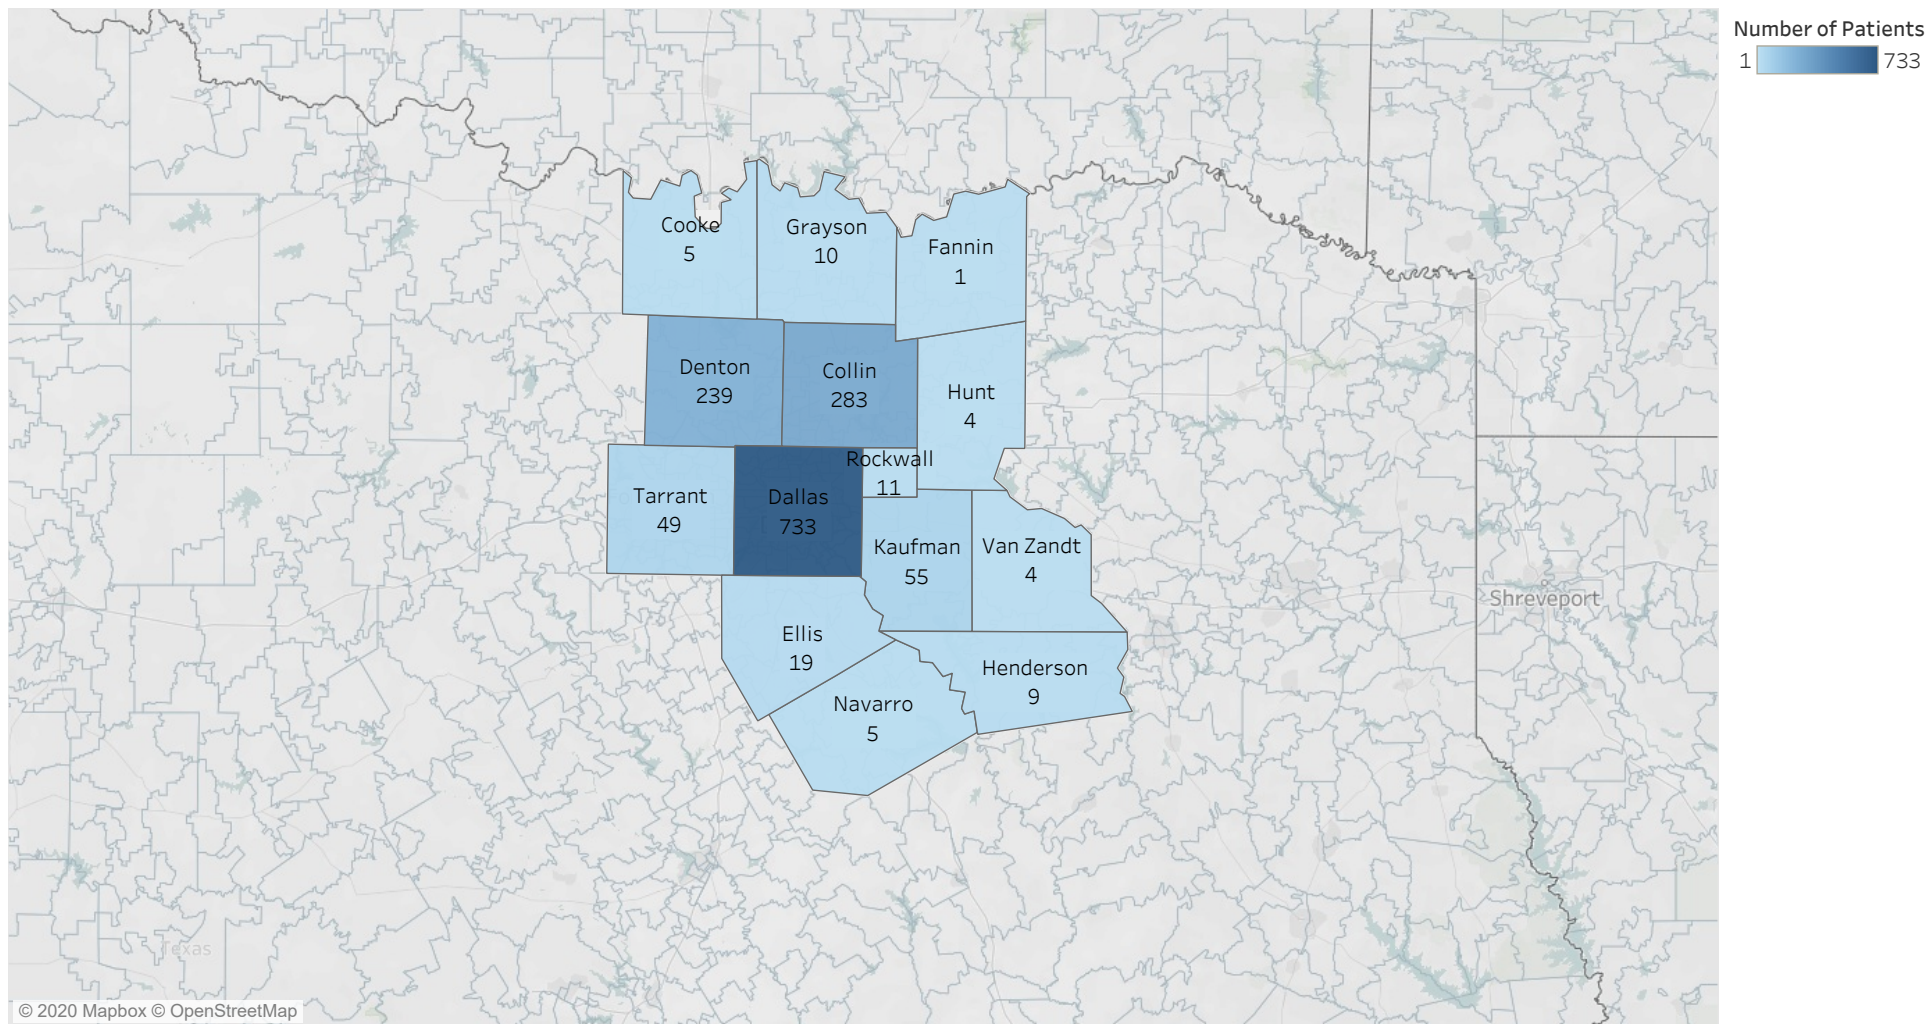 Number of Patients
1 733
Cooke
5
Grayson
10
Fannin
1
Denton
239
Collin
283
Hunt
4
Rockwall
11
Tarrant
49
Dallas
733
Kaufman
55
Van Zandt
4
Shreveport
Ellis
19
Henderson
9
Navarro
5
Texas
© 2020 Mapbox © OpenStreetMap